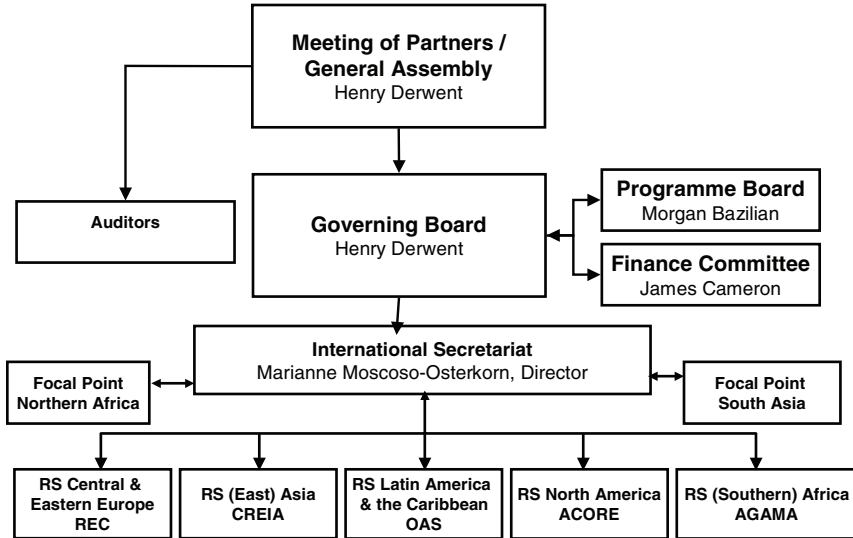 Meeting of Partners /
General Assembly
Henry Derwent
Auditors
Governing Board
Henry Derwent
Programme Board
Morgan Bazilian
Finance Committee
James Cameron
International Secretariat
Marianne Moscoso-Osterkorn, Director
Focal Point
Northern Africa
Focal Point
South Asia
RS Central &
Eastern Europe
REC
RS (East) Asia
CREIA
RS Latin America
& the Caribbean
OAS
RS North America
ACORE
RS (Southern) Africa
AGAMA